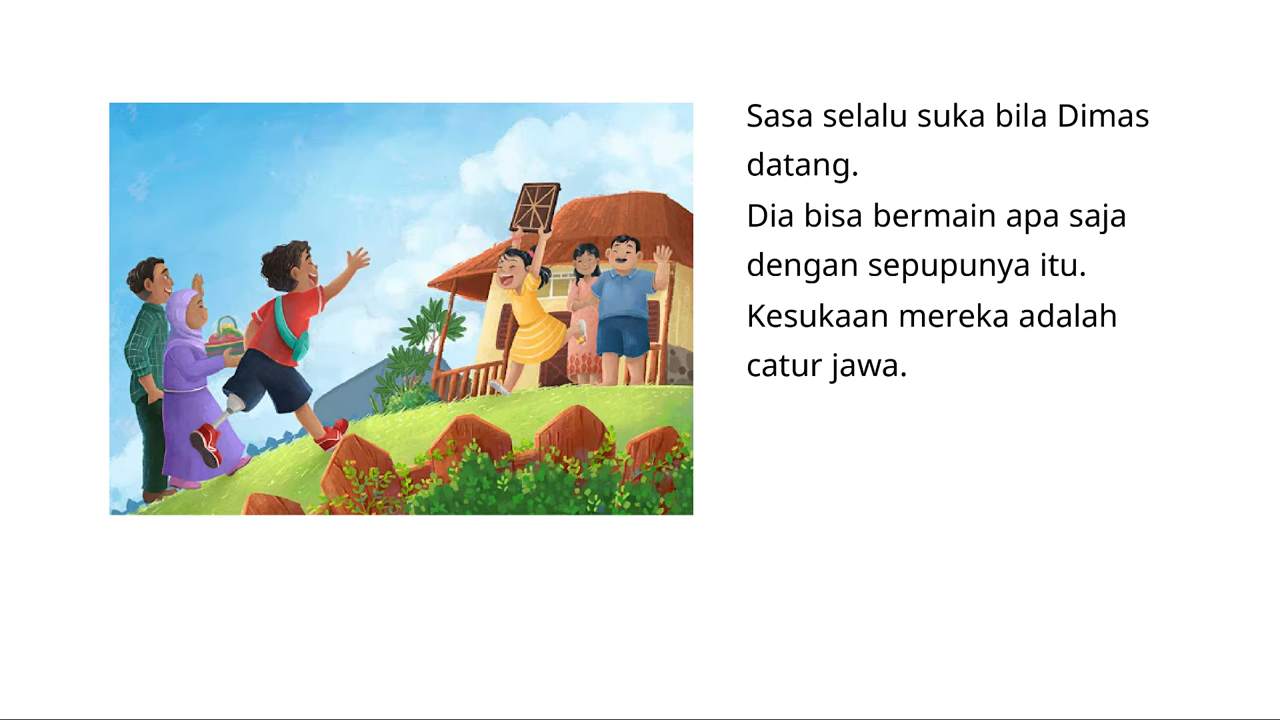 Sasa selalu suka bila Dimas
datang.
Dia bisa bermain apa saja
dengan sepupunya itu.
Kesukaan mereka adalah
catur jawa.